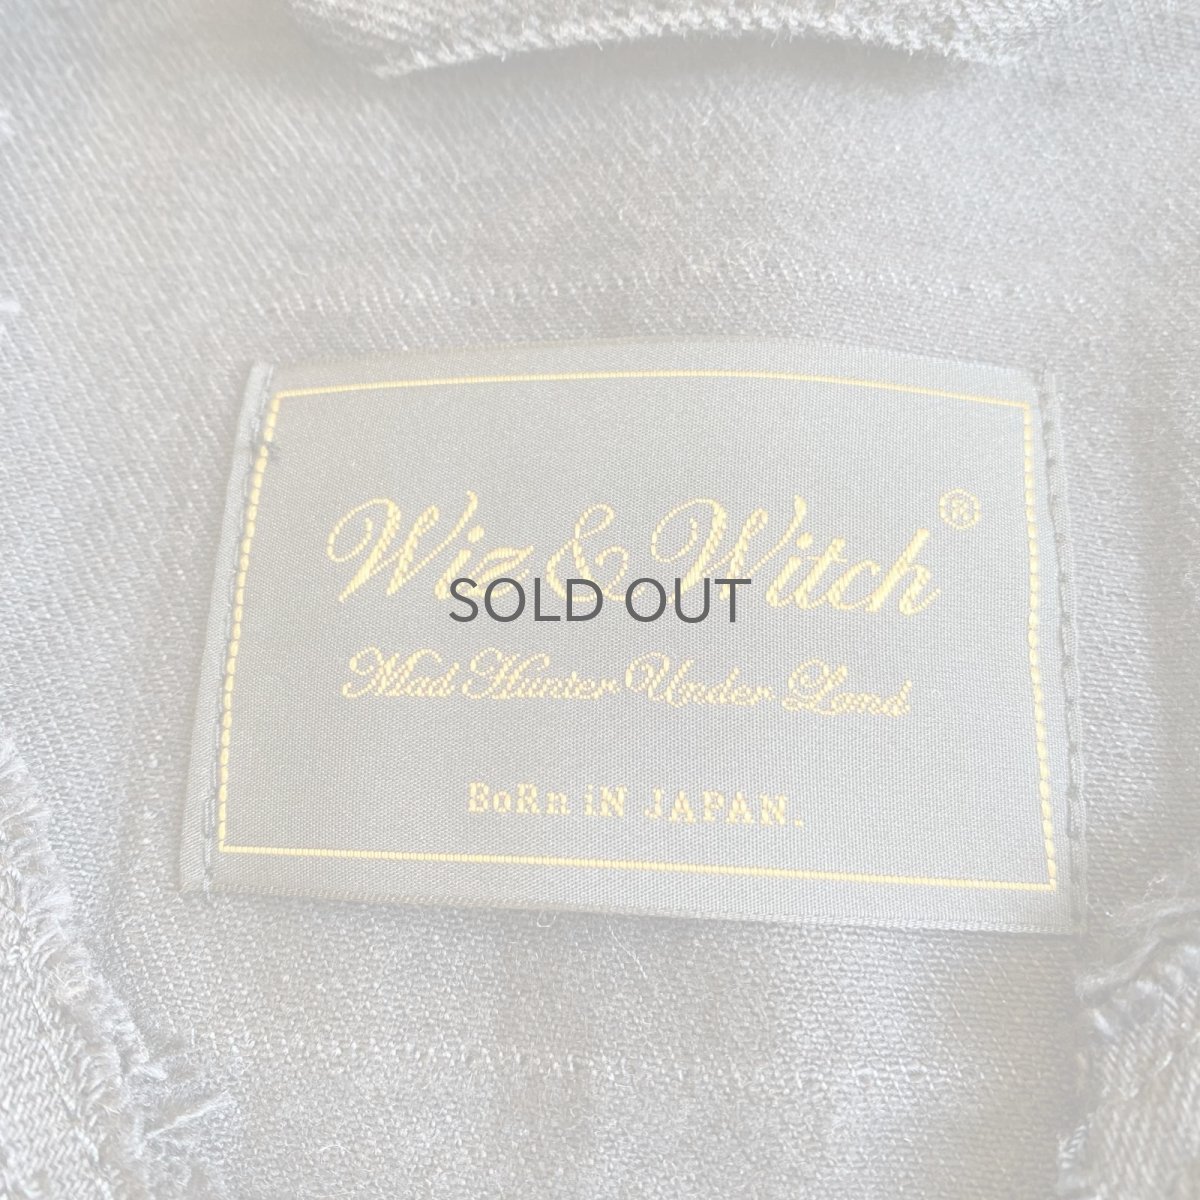 Wiz & Witch®
SOLD OUT
Mad Hunter Under Land
BoRn iN JAPAN.